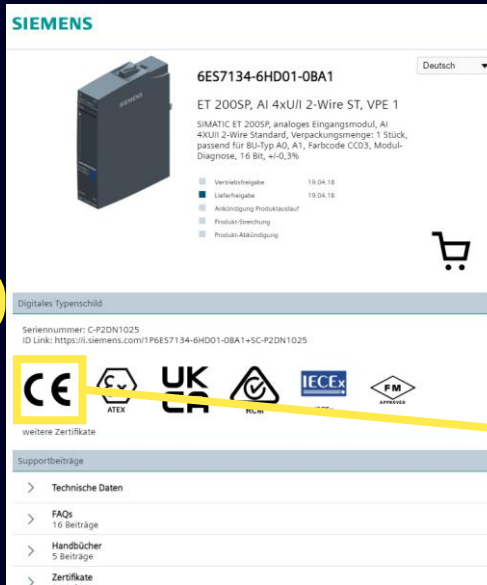 SIEMENS
Deutsch
SIEMENS
6ES7134-6HD01-0BA1
ET 200SP, AI 4xU/I 2-Wire ST, VPE 1
SIMATIC ET 200SP, analoges Eingangsmodul, AI
4XU/I 2-Wire Standard, Verpackungsmenge: 1 Stück,
passend für BU-Typ A0, A1, Farbcode CC03, Modul-
Diagnose, 16 Bit, +/-0,3%
Vertriebsfreigabe 19.04.18
Lieferfreigabe 19.04.18
Ankündigung Produktauslauf
Produkt-Streichung
Produkt-Abkündigung
Digitales Typenschild
Seriennummer: C-P2DN1025
ID Link: https://i.siemens.com/1P6ES7134-6HD01-0BA1+SC-P2DN1025
CE
Ex
ATEX
UK
CA
RCM
IECEx
FM
APPROVED
weitere Zertifikate
Supportbeiträge
Technische Daten
FAQs
16 Beiträge
Handbücher
5 Beiträge
Zertifikate